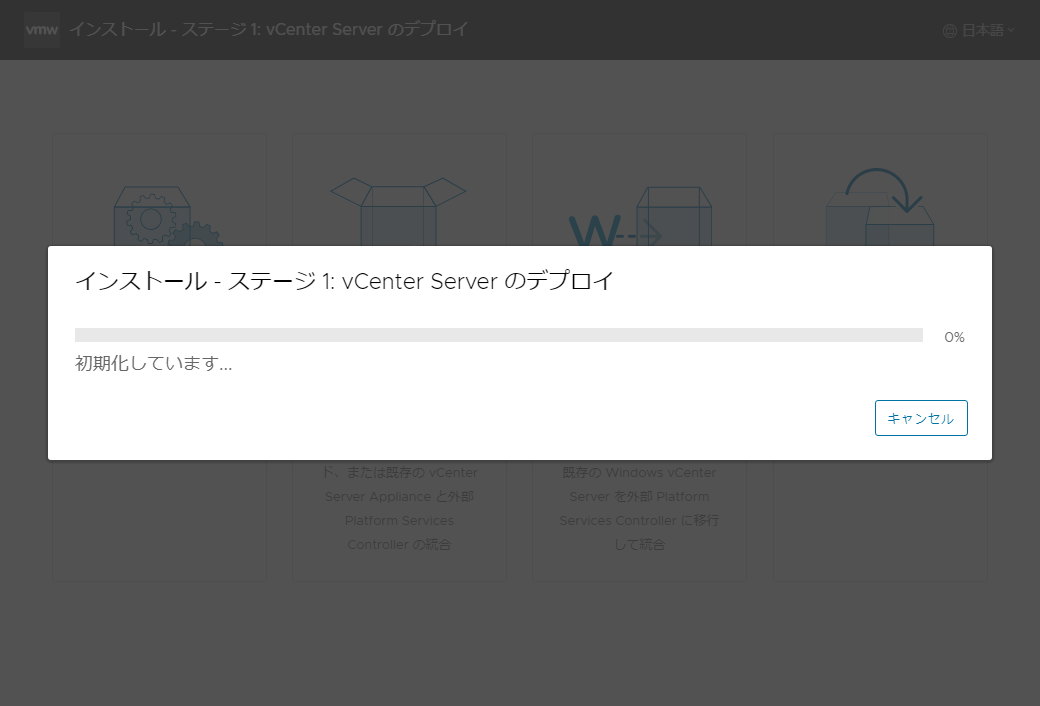 vmw インストール - ステージ 1: vCenter Server のデプロイ
日本語
W
インストール - ステージ 1: vCenter Server のデプロイ
0%
初期化しています...
キャンセル
ド、または既存の vCenter
Server Appliance と外部
Platform Services
Controller の統合
既存の Windows vCenter
Server を外部 Platform
Services Controller に移行
して統合